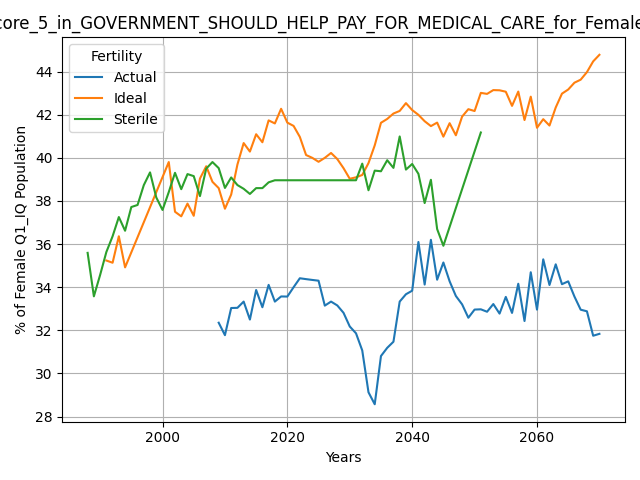 core_5_in_GOVERNMENT_SHOULD_HELP_PAY_FOR_MEDICAL_CARE_for_Female
Fertility
Actual
Ideal
Sterile
44
42
40
38
36
34
32
30
28
% of Female Q1_IQ Population
2000
2020
2040
2060
Years